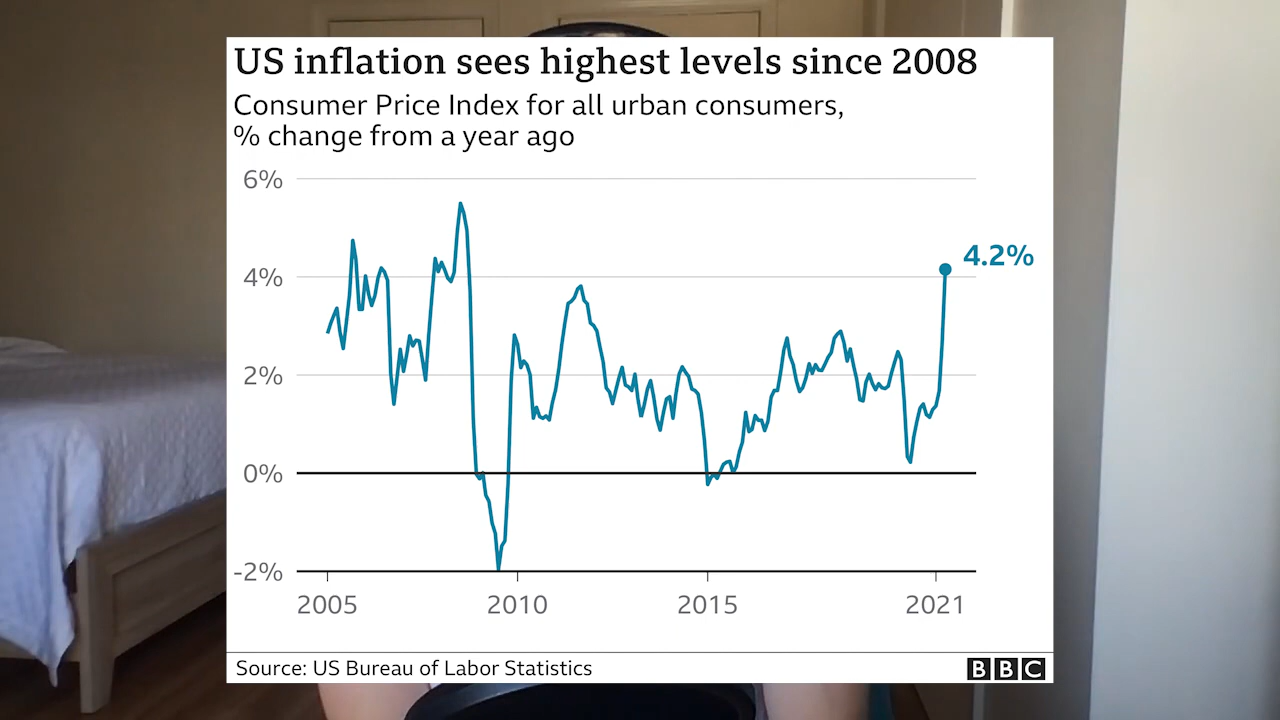 US inflation sees highest levels since 2008
Consumer Price Index for all urban consumers,
% change from a year ago
6%
4.2%
4%
2%
0%
-2%
2005 2010 2015 2021
Source: US Bureau of Labor Statistics
BBC